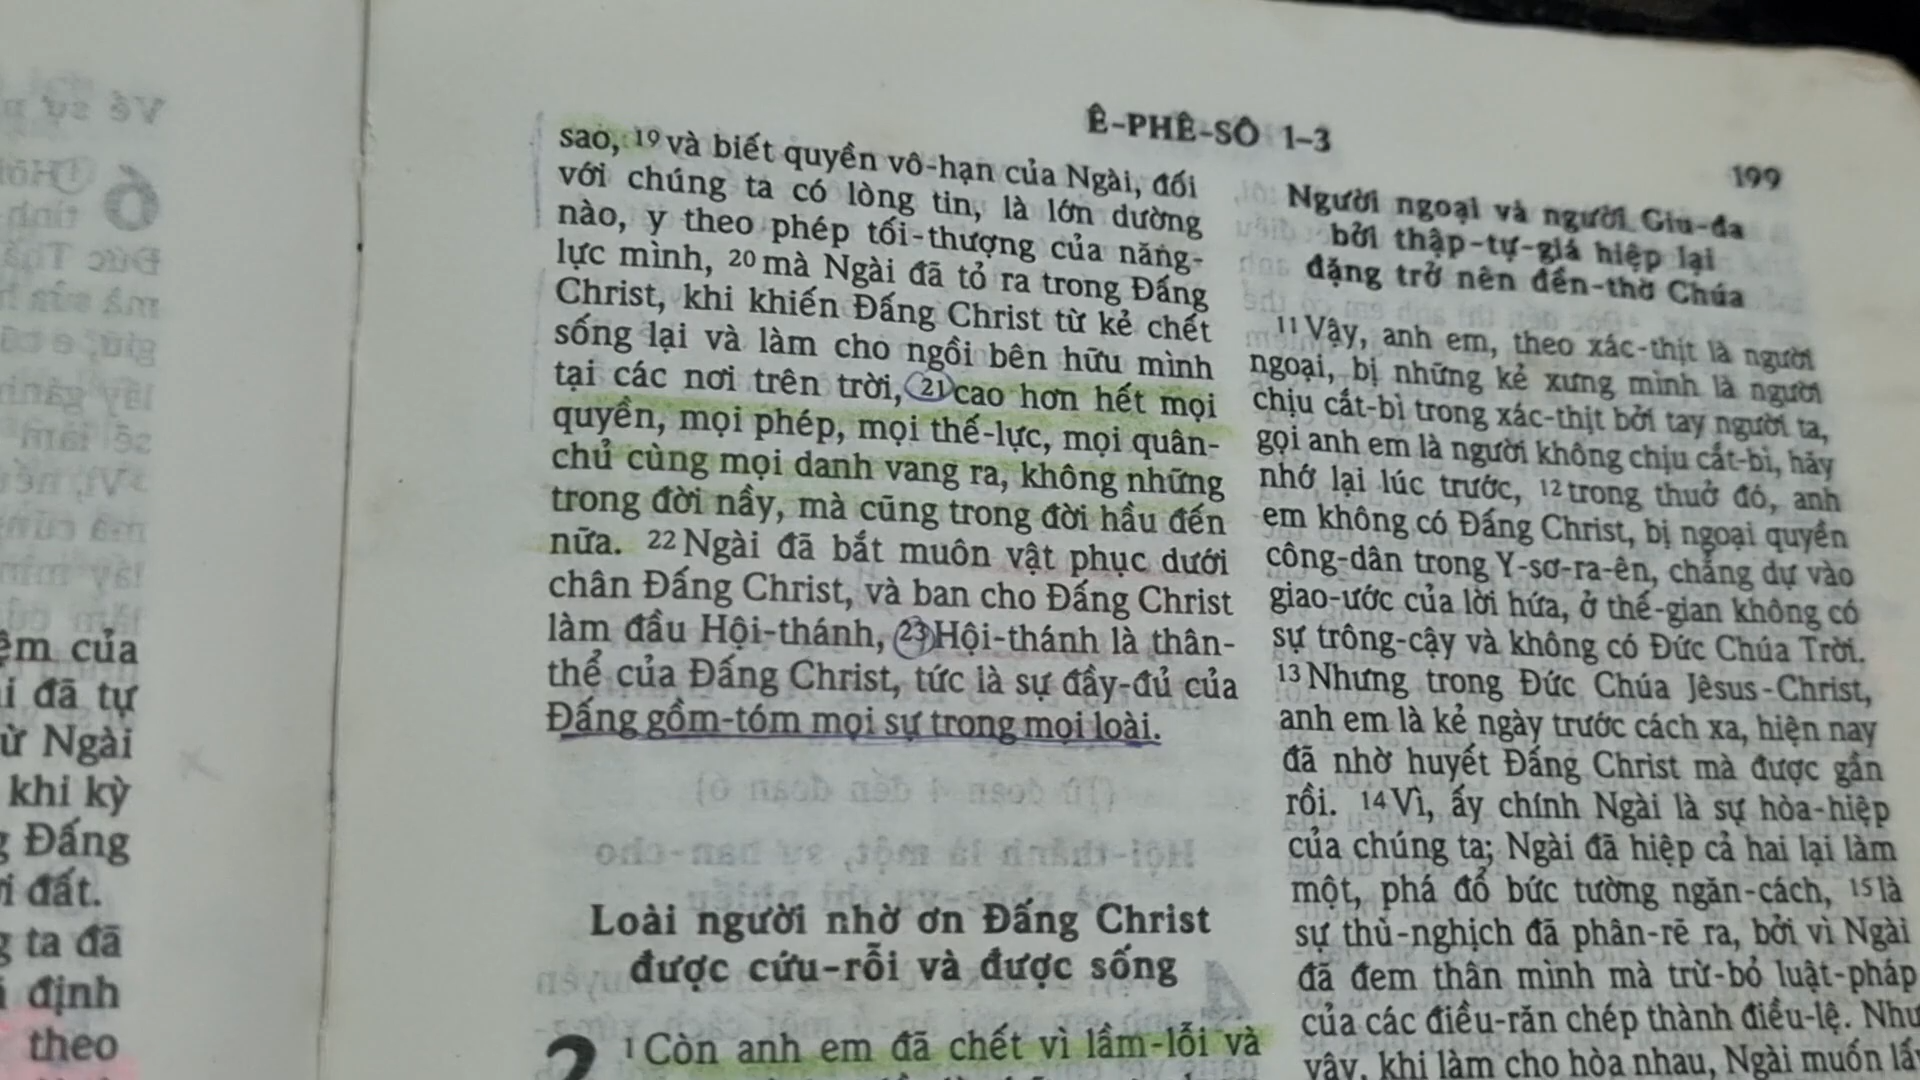 ềm của
i đã tự
ừ Ngài
khi kỳ
g Đấng
i đất.
g ta đã
định
theo
Ê-PHÊ-SÔ 1-3
199
sao, 19 và biết quyền vô-hạn của Ngài, đối
với chúng ta có lòng tin, là lớn dường
nào, y theo phép tối-thượng của năng-
lực mình, 20 mà Ngài đã tỏ ra trong Đấng
Christ, khi khiến Đấng Christ từ kẻ chết
sống lại và làm cho ngồi bên hữu mình
tại các nơi trên trời, 21 cao hơn hết mọi
quyền, mọi phép, mọi thế-lực, mọi quân-
chủ cùng mọi danh vang ra, không những
trong đời nầy, mà cũng trong đời hầu đến
nữa. 22 Ngài đã bắt muôn vật phục dưới
chân Đấng Christ, và ban cho Đấng Christ
làm đầu Hội-thánh, 23 Hội-thánh là thân-
thể của Đấng Christ, tức là sự đầy-đủ của
Đấng gồm-tóm mọi sự trong mọi loài.
Loài người nhờ ơn Đấng Christ
được cứu-rỗi và được sống
2 1 Còn anh em đã chết vì lầm-lỗi và
Người ngoại và người Giu-đa
bởi thập-tự-giá hiệp lại
đặng trở nên đền-thờ Chúa
11 Vậy, anh em, theo xác-thịt là người
ngoại, bị những kẻ xưng mình là người
chịu cắt-bì trong xác-thịt bởi tay người ta,
gọi anh em là người không chịu cắt-bì, hãy
nhớ lại lúc trước, 12 trong thuở đó, anh
em không có Đấng Christ, bị ngoại quyền
công-dân trong Y-sơ-ra-ên, chẳng dự vào
giao-ước của lời hứa, ở thế-gian không có
sự trông-cậy và không có Đức Chúa Trời.
13 Nhưng trong Đức Chúa Jêsus-Christ,
anh em là kẻ ngày trước cách xa, hiện nay
đã nhờ huyết Đấng Christ mà được gần
rồi. 14 Vì, ấy chính Ngài là sự hòa-hiệp
của chúng ta; Ngài đã hiệp cả hai lại làm
một, phá đổ bức tường ngăn-cách, 15 là
sự thù-nghịch đã phân-rẽ ra, bởi vì Ngài
đã đem thân mình mà trừ-bỏ luật-pháp
của các điều-răn chép thành điều-lệ. Như
vậy, khi làm cho hòa nhau, Ngài muốn lấy